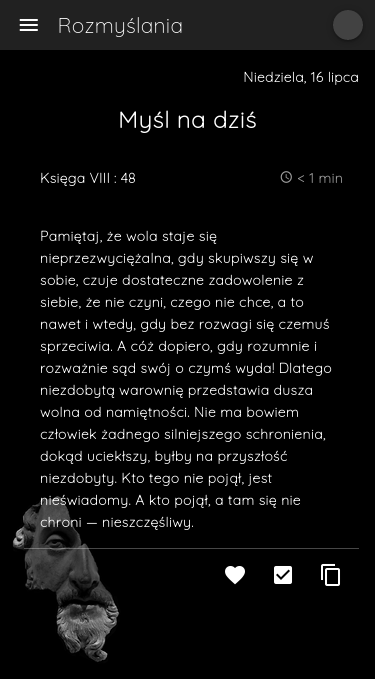 Rozmyślania
Niedziela, 16 lipca
Myśl na dziś
Księga VIII : 48
< 1 min
Pamiętaj, że wola staje się
nieprzezwyciężalna, gdy skupiwszy się w
sobie, czuje dostateczne zadowolenie z
siebie, że nie czyni, czego nie chce, a to
nawet i wtedy, gdy bez rozwagi się czemuś
sprzeciwia. A cóż dopiero, gdy rozumnie i
rozważnie sąd swój o czymś wyda! Dlatego
niezdobytą warownię przedstawia dusza
wolna od namiętności. Nie ma bowiem
człowiek żadnego silniejszego schronienia,
dokąd uciekłszy, byłby na przyszłość
niezdobyty. Kto tego nie pojął, jest
nieświadomy. A kto pojął, a tam się nie
chroni — nieszczęśliwy.